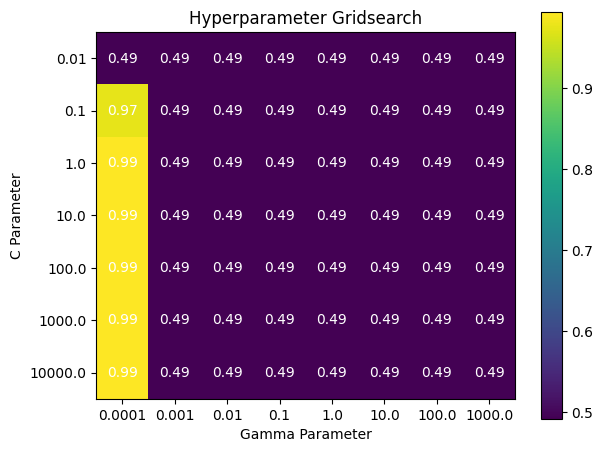 Hyperparameter Gridsearch
0.01 0.49 0.49 0.49 0.49 0.49 0.49 0.49 0.49
0.1 0.97 0.49 0.49 0.49 0.49 0.49 0.49 0.49
1.0 0.99 0.49 0.49 0.49 0.49 0.49 0.49 0.49
10.0 0.99 0.49 0.49 0.49 0.49 0.49 0.49 0.49
100.0 0.99 0.49 0.49 0.49 0.49 0.49 0.49 0.49
1000.0 0.99 0.49 0.49 0.49 0.49 0.49 0.49 0.49
10000.0 0.99 0.49 0.49 0.49 0.49 0.49 0.49 0.49
0.0001 0.001 0.01 0.1 1.0 10.0 100.0 1000.0
Gamma Parameter
C Parameter
0.9
0.8
0.7
0.6
0.5